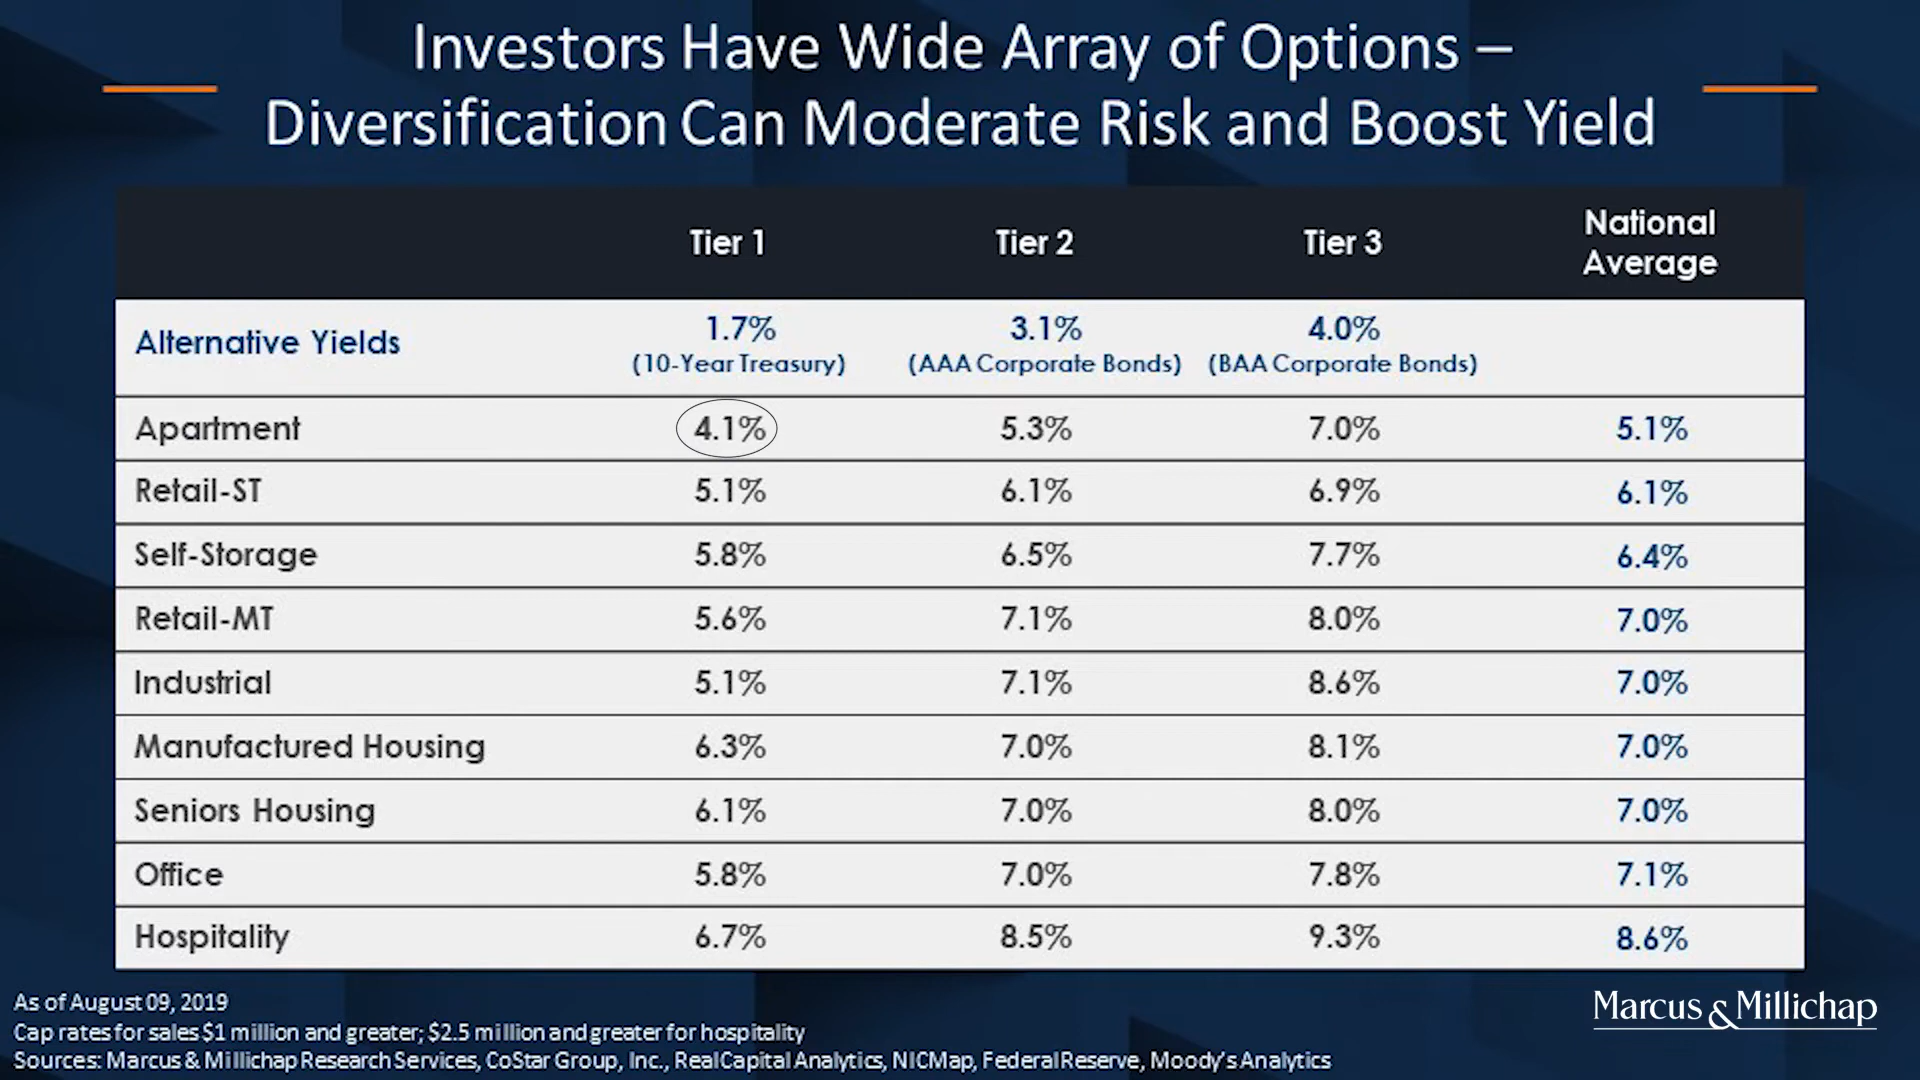 Investors Have Wide Array of Options –
Diversification Can Moderate Risk and Boost Yield
Tier 1 Tier 2 Tier 3 National Average
Alternative Yields 1.7% 3.1% 4.0%
(10-Year Treasury) (AAA Corporate Bonds) (BAA Corporate Bonds)
Apartment 4.1% 5.3% 7.0% 5.1%
Retail-ST 5.1% 6.1% 6.9% 6.1%
Self-Storage 5.8% 6.5% 7.7% 6.4%
Retail-MT 5.6% 7.1% 8.0% 7.0%
Industrial 5.1% 7.1% 8.6% 7.0%
Manufactured Housing 6.3% 7.0% 8.1% 7.0%
Seniors Housing 6.1% 7.0% 8.0% 7.0%
Office 5.8% 7.0% 7.8% 7.1%
Hospitality 6.7% 8.5% 9.3% 8.6%
As of August 09, 2019
Cap rates for sales $1 million and greater; $2.5 million and greater for hospitality
Sources: Marcus & Millichap Research Services, CoStar Group, Inc., Real Capital Analytics, NICMap, Federal Reserve, Moody's Analytics
Marcus & Millichap